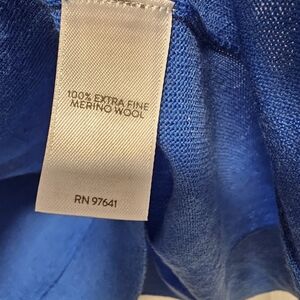 100% EXTRA FINE
MERINO WOOL
RN 97641